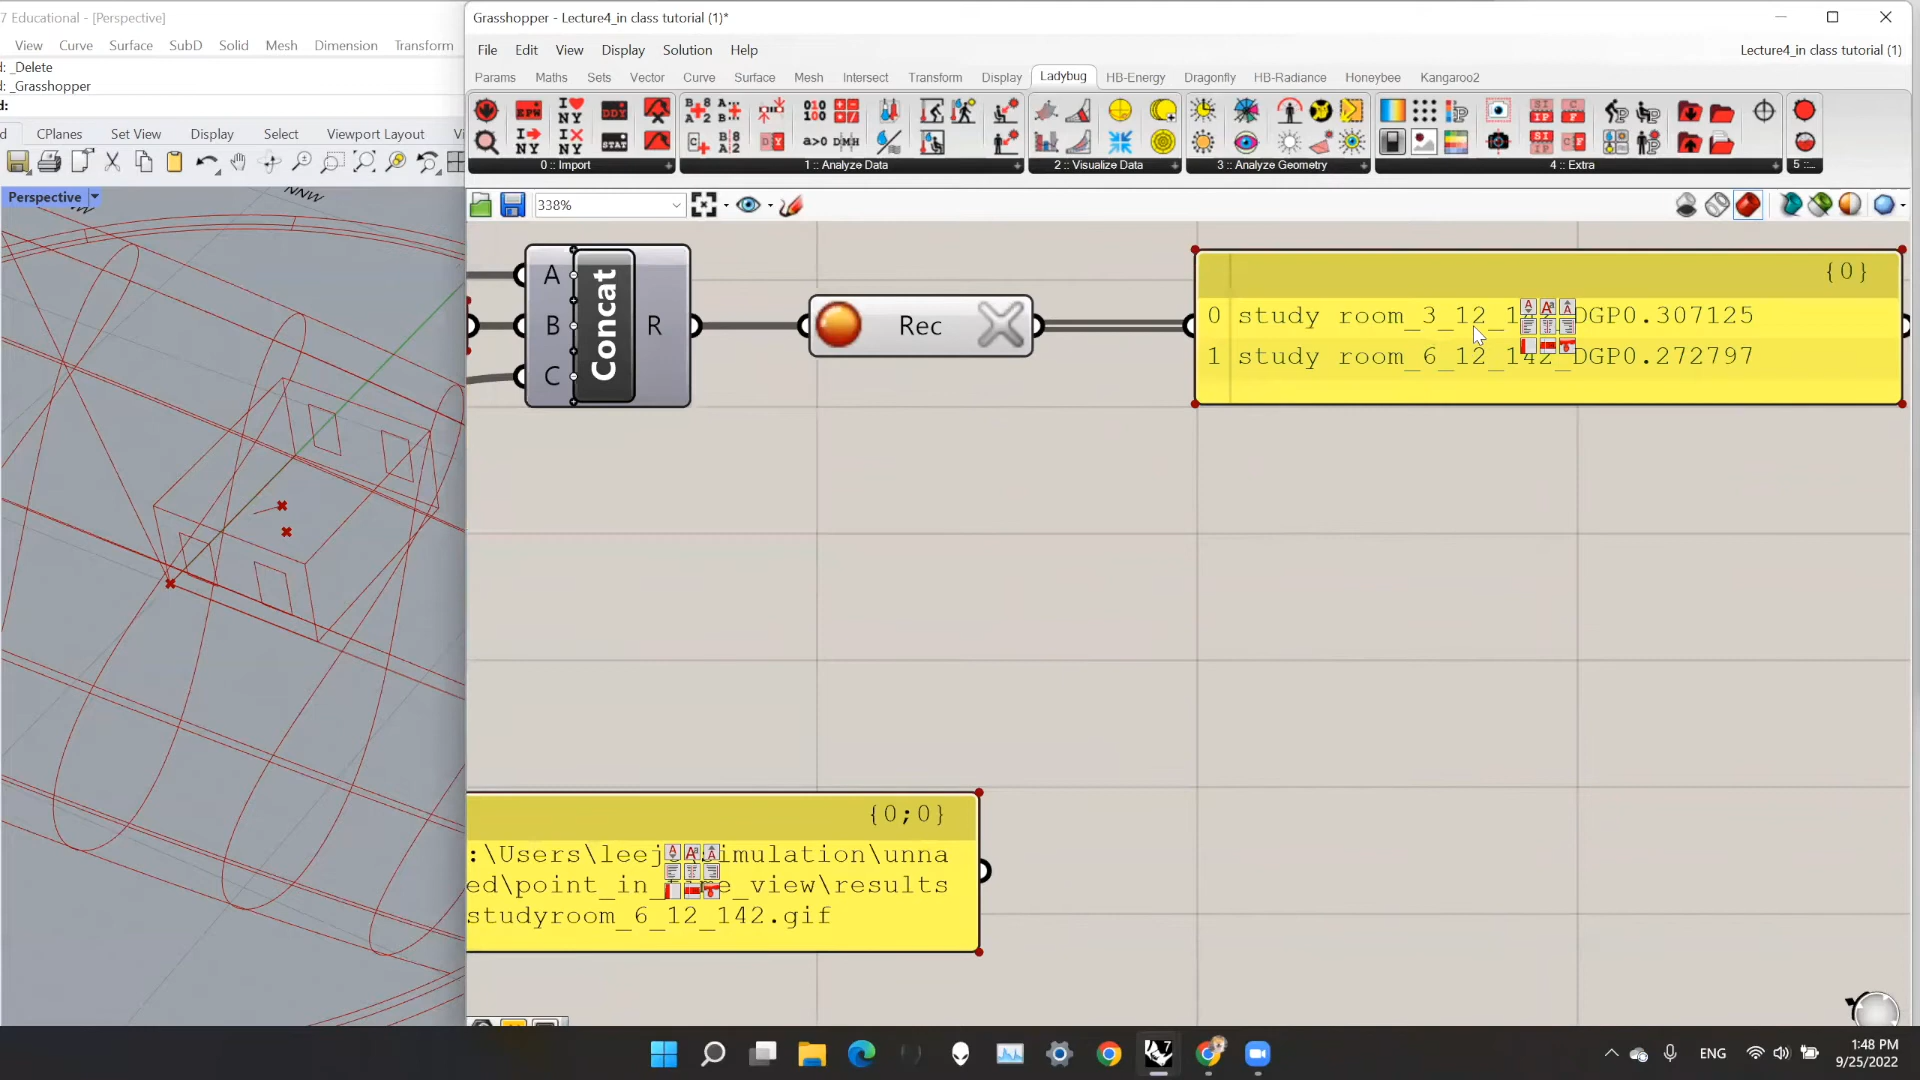 7 Educational - [Perspective]
Grasshopper - Lecture4_in class tutorial (1)*
View Curve Surface SubD Solid Mesh Dimension Transform
File Edit View Display Solution Help
Lecture4_in class tutorial (1)
d: _Delete
d: _Grasshopper
d:
Params Maths Sets Vector Curve Surface Mesh Intersect Transform Display Ladybug HB-Energy Dragonfly HB-Radiance Honeybee Kangaroo2
0 :: Import
1 :: Analyze Data
2 :: Visualize Data
3 :: Analyze Geometry
4 :: Extra
5 ::...
d CPlanes Set View Display Select Viewport Layout Vi
338%
Perspective
NNW
A
B
C
Concat
R
Rec
{0}
0 study room_3_12_1 _DGP0.307125
1 study room_6_12_142_DGP0.272797
{0;0}
:\Users\leej imulation\unna
ed\point_in_ e_view\results
studyroom_6_12_142.gif
ENG
1:48 PM
9/25/2022